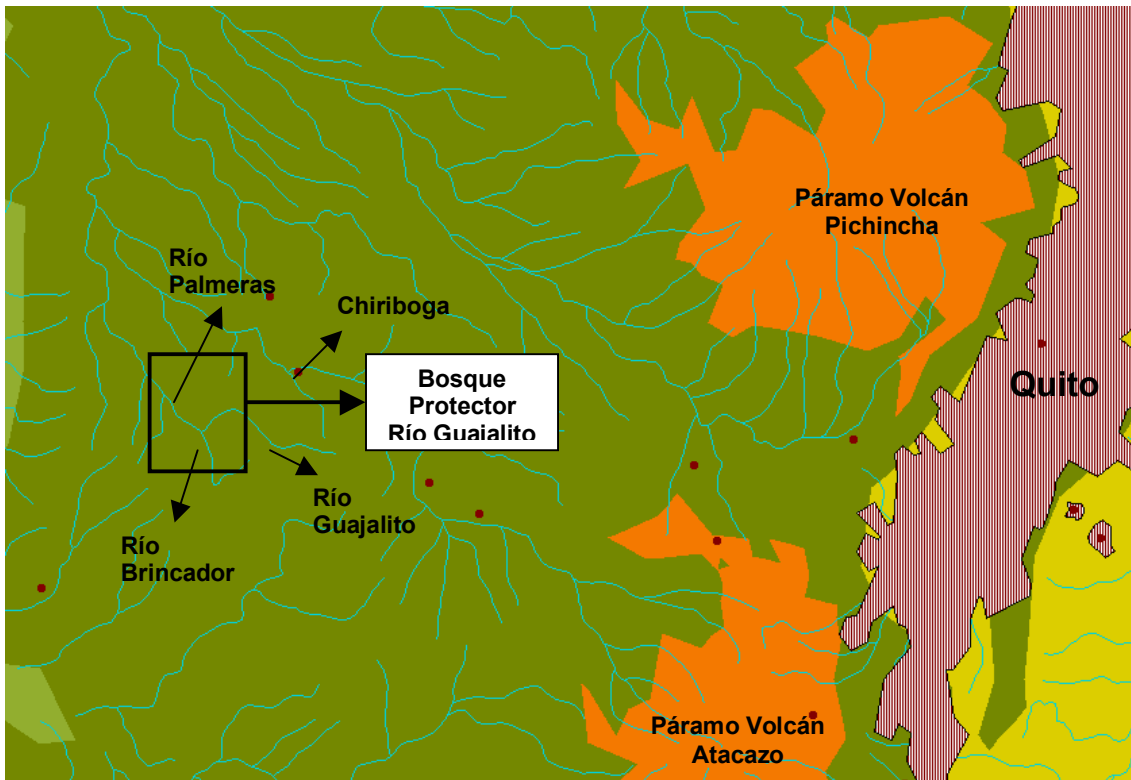 Páramo Volcán
Pichincha
Río
Palmeras
Chiriboga
Bosque
Protector
Río Guajalito
Quito
Río
Guajalito
Río
Brincador
Páramo Volcán
Atacazo